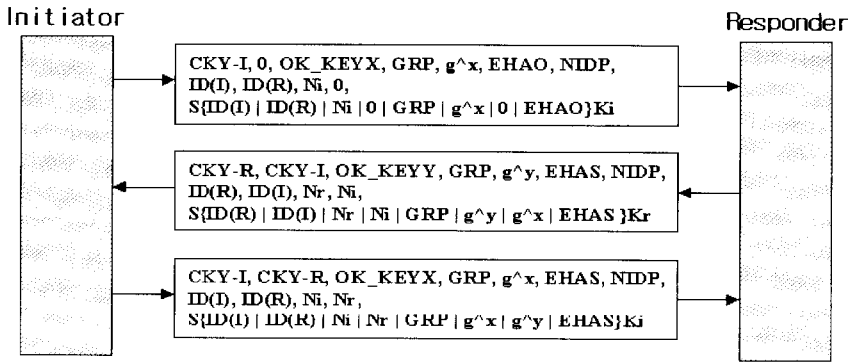 Initiator
Responder
CKY-I, 0, OK_KEYX, GRP, g^x, EHAO, NIDP,
ID(I), ID(R), Ni, 0,
S{ID(I) | ID(R) | Ni | 0 | GRP | g^x | 0 | EHAO}Ki
CKY-R, CKY-I, OK_KEYY, GRP, g^y, EHAS, NIDP,
ID(R), ID(I), Nr, Ni,
S{ID(R) | ID(I) | Nr | Ni | GRP | g^y | g^x | EHAS }Kr
CKY-I, CKY-R, OK_KEYX, GRP, g^x, EHAS, NIDP,
ID(I), ID(R), Ni, Nr,
S{ID(I) | ID(R) | Ni | Nr | GRP | g^x | g^y | EHAS}Ki